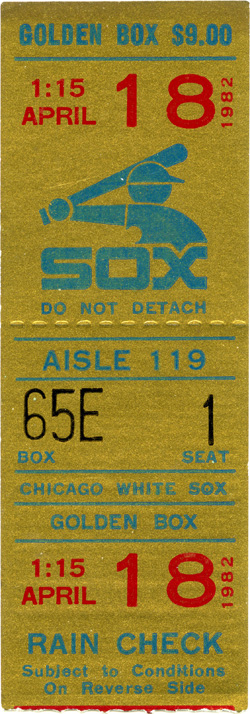 GOLDEN BOX $9.00
1:15 APRIL 18 1982
SOX
DO NOT DETACH
AISLE 119
65E 1
BOX SEAT
CHICAGO WHITE SOX
GOLDEN BOX
1:15 APRIL 18 1982
RAIN CHECK
Subject to Conditions
On Reverse Side